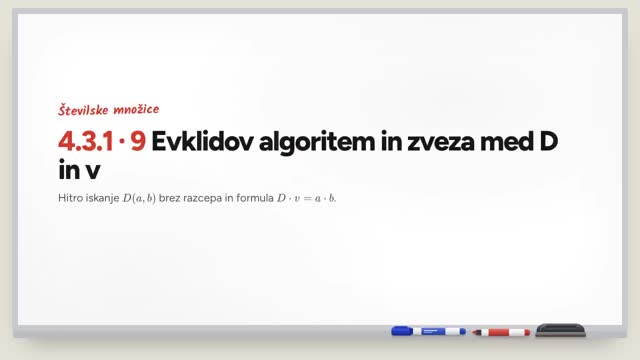 Številske množice
4.3.1 · 9 Evklidov algoritem in zveza med D
in v
Hitro iskanje D(a, b) brez razcepa in formula D · v = a · b.